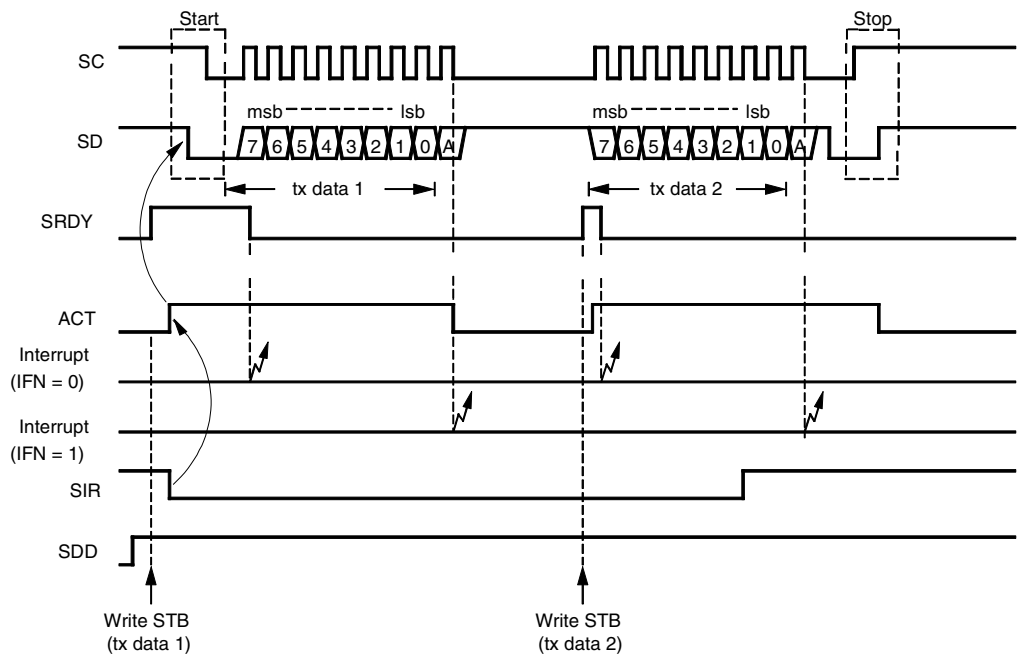 Start
Stop
SC
msb lsb
msb lsb
SD
7 6 5 4 3 2 1 0 A
7 6 5 4 3 2 1 0 A
tx data 1
tx data 2
SRDY
ACT
Interrupt
(IFN = 0)
Interrupt
(IFN = 1)
SIR
SDD
Write STB
(tx data 1)
Write STB
(tx data 2)